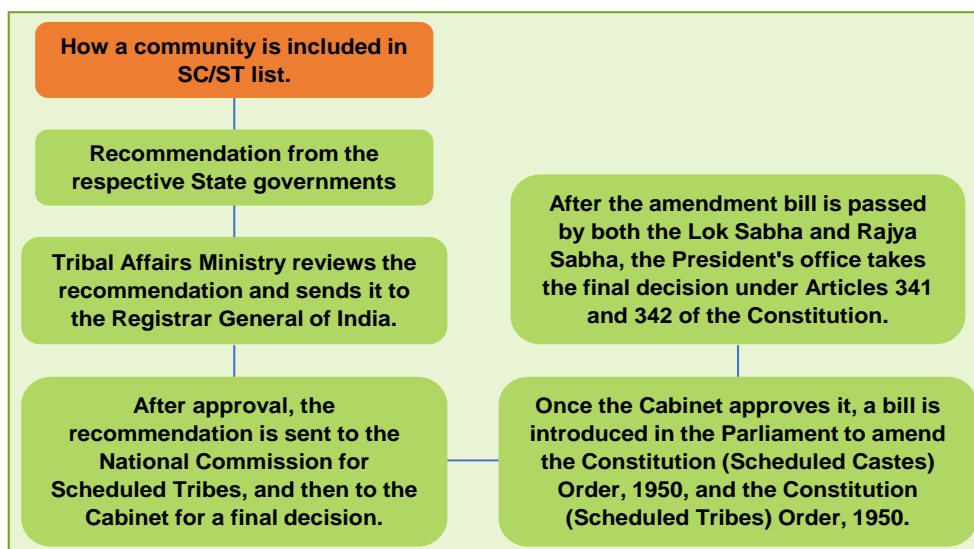 How a community is included in
SC/ST list.
Recommendation from the
respective State governments
Tribal Affairs Ministry reviews the
recommendation and sends it to
the Registrar General of India.
After approval, the
recommendation is sent to the
National Commission for
Scheduled Tribes, and then to the
Cabinet for a final decision.
Once the Cabinet approves it, a bill is
introduced in the Parliament to amend
the Constitution (Scheduled Castes)
Order, 1950, and the Constitution
(Scheduled Tribes) Order, 1950.
After the amendment bill is passed
by both the Lok Sabha and Rajya
Sabha, the President's office takes
the final decision under Articles 341
and 342 of the Constitution.